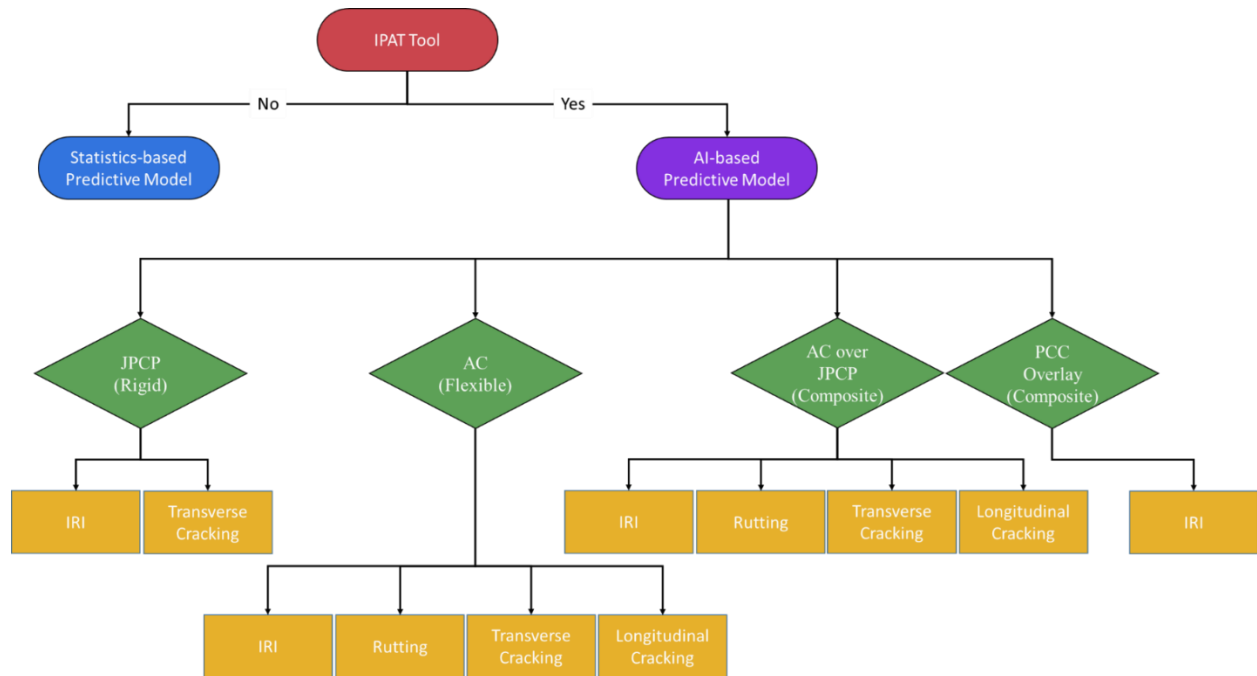 IPAT Tool
No
Yes
Statistics-based
Predictive Model
AI-based
Predictive Model
JPCP
(Rigid)
AC
(Flexible)
AC over
JPCP
(Composite)
PCC
Overlay
(Composite)
IRI
Transverse
Cracking
IRI
Rutting
Transverse
Cracking
Longitudinal
Cracking
IRI
IRI
Rutting
Transverse
Cracking
Longitudinal
Cracking